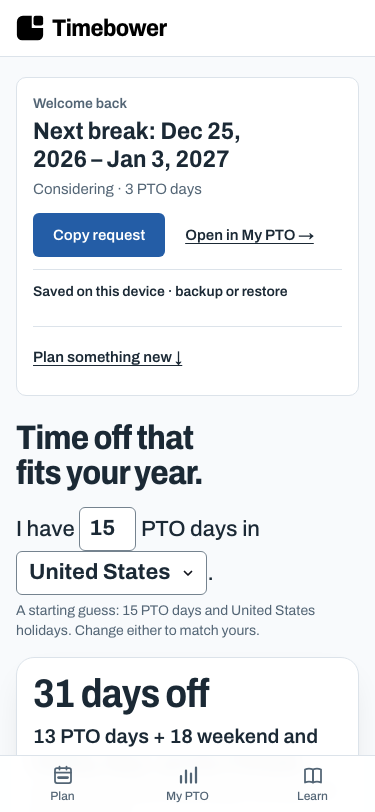 Timebower
Welcome back
Next break: Dec 25,
2026 – Jan 3, 2027
Considering · 3 PTO days
Copy request
Open in My PTO →
Saved on this device · backup or restore
Plan something new ↓
Time off that
fits your year.
I have 15 PTO days in
United States .
A starting guess: 15 PTO days and United States
holidays. Change either to match yours.
31 days off
13 PTO days + 18 weekend and
Plan
My PTO
Learn